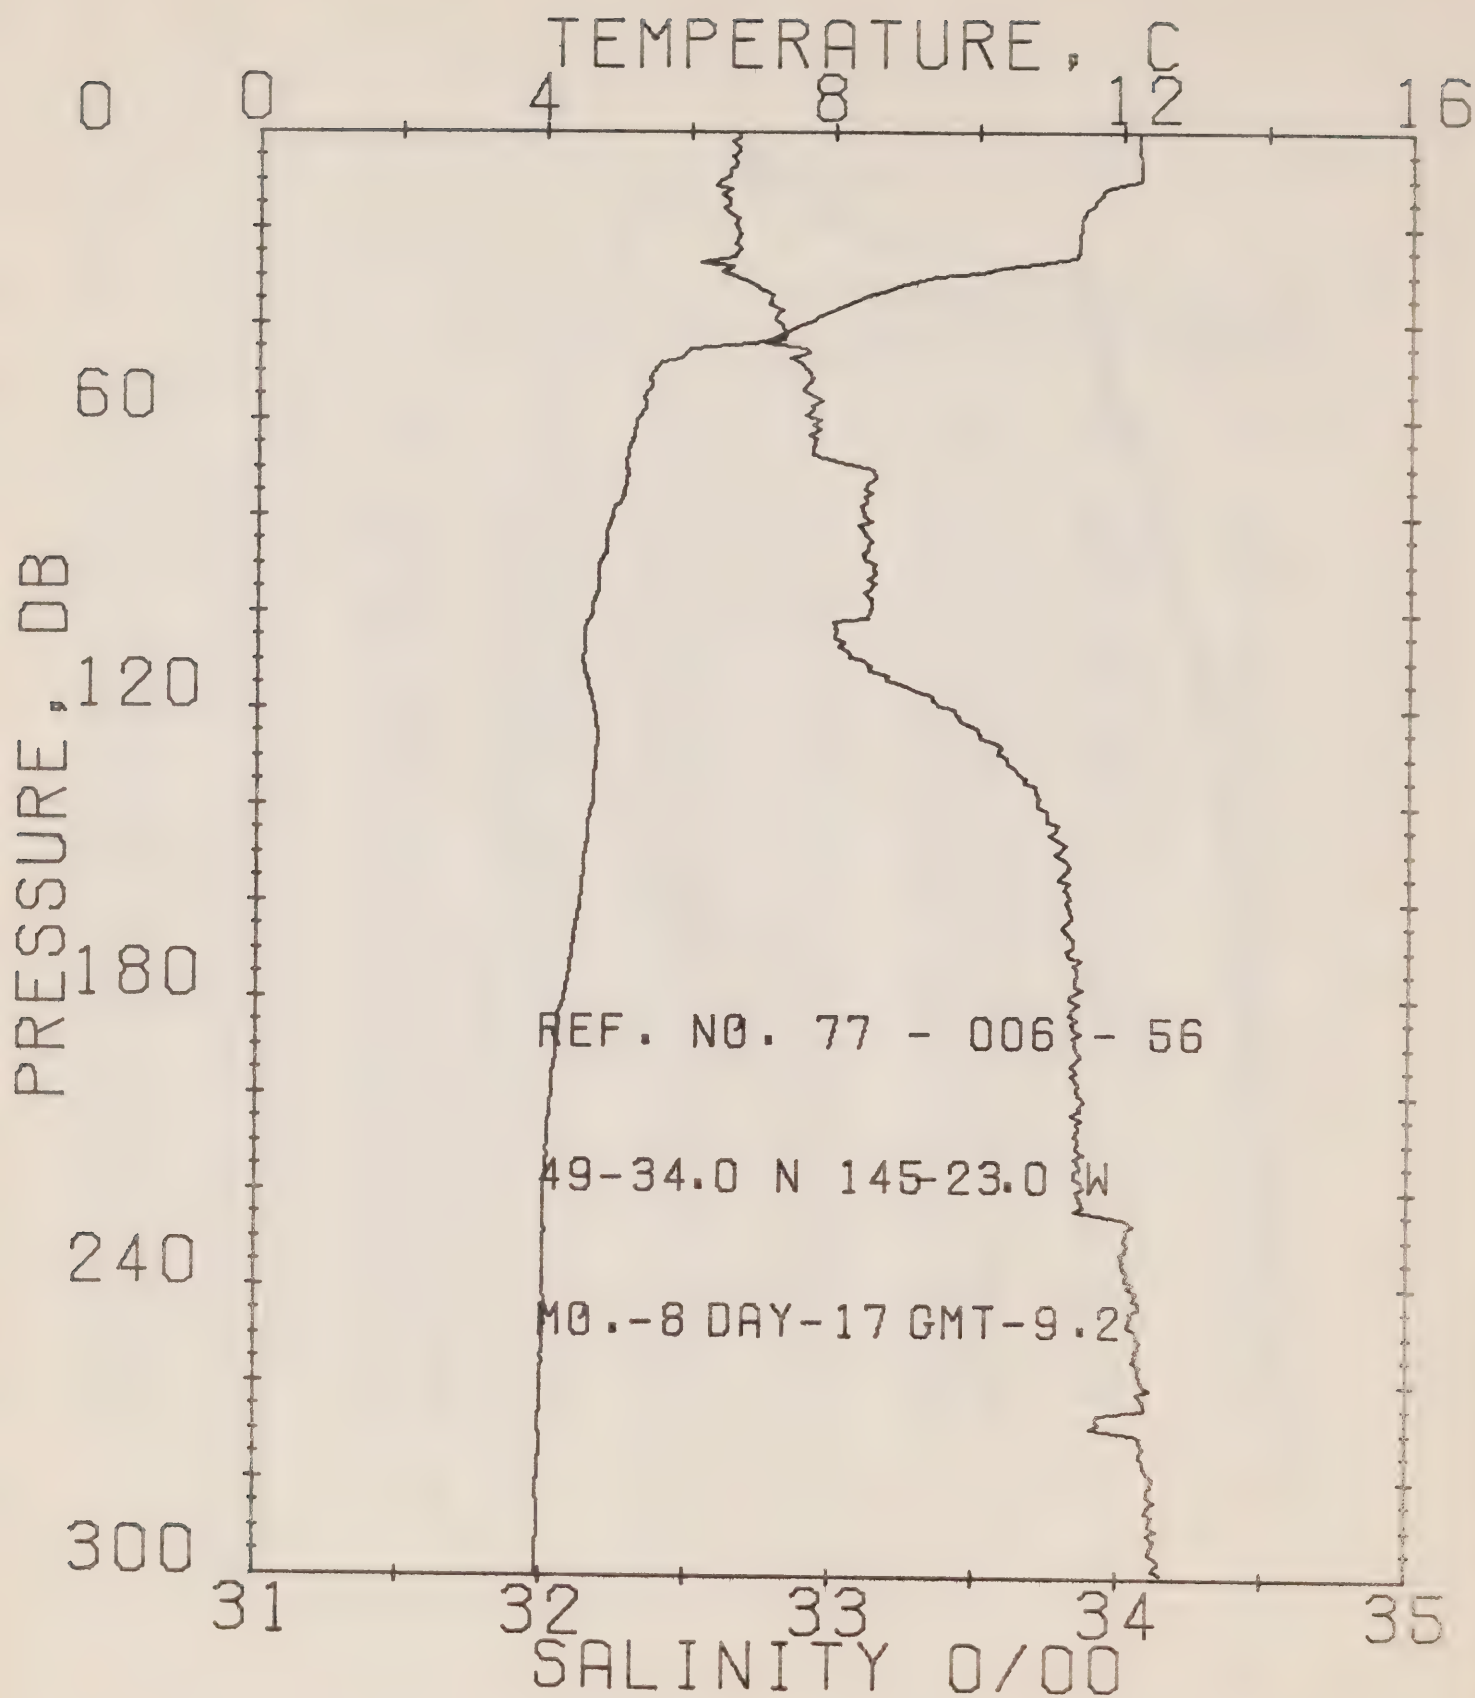 TEMPERATURE, C
0 4 8 12 16
0
60
120
180
240
300
PRESSURE, DB
REF. NO. 77 - 006 - 56
49-34.0 N 145-23.0 W
MO.-8 DAY-17 GMT-9.2
31 32 33 34 35
SALINITY 0/00